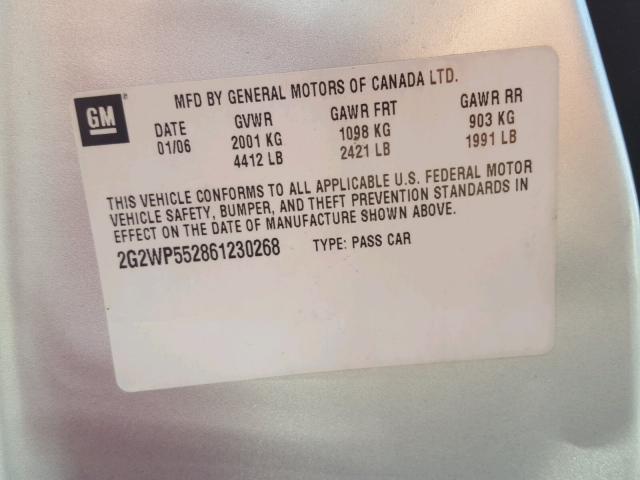 GM
MFD BY GENERAL MOTORS OF CANADA LTD.
DATE GVWR GAWR FRT GAWR RR
01/06 2001 KG 1098 KG 903 KG
4412 LB 2421 LB 1991 LB
THIS VEHICLE CONFORMS TO ALL APPLICABLE U.S. FEDERAL MOTOR
VEHICLE SAFETY, BUMPER, AND THEFT PREVENTION STANDARDS IN
EFFECT ON THE DATE OF MANUFACTURE SHOWN ABOVE.
2G2WP552861230268 TYPE: PASS CAR